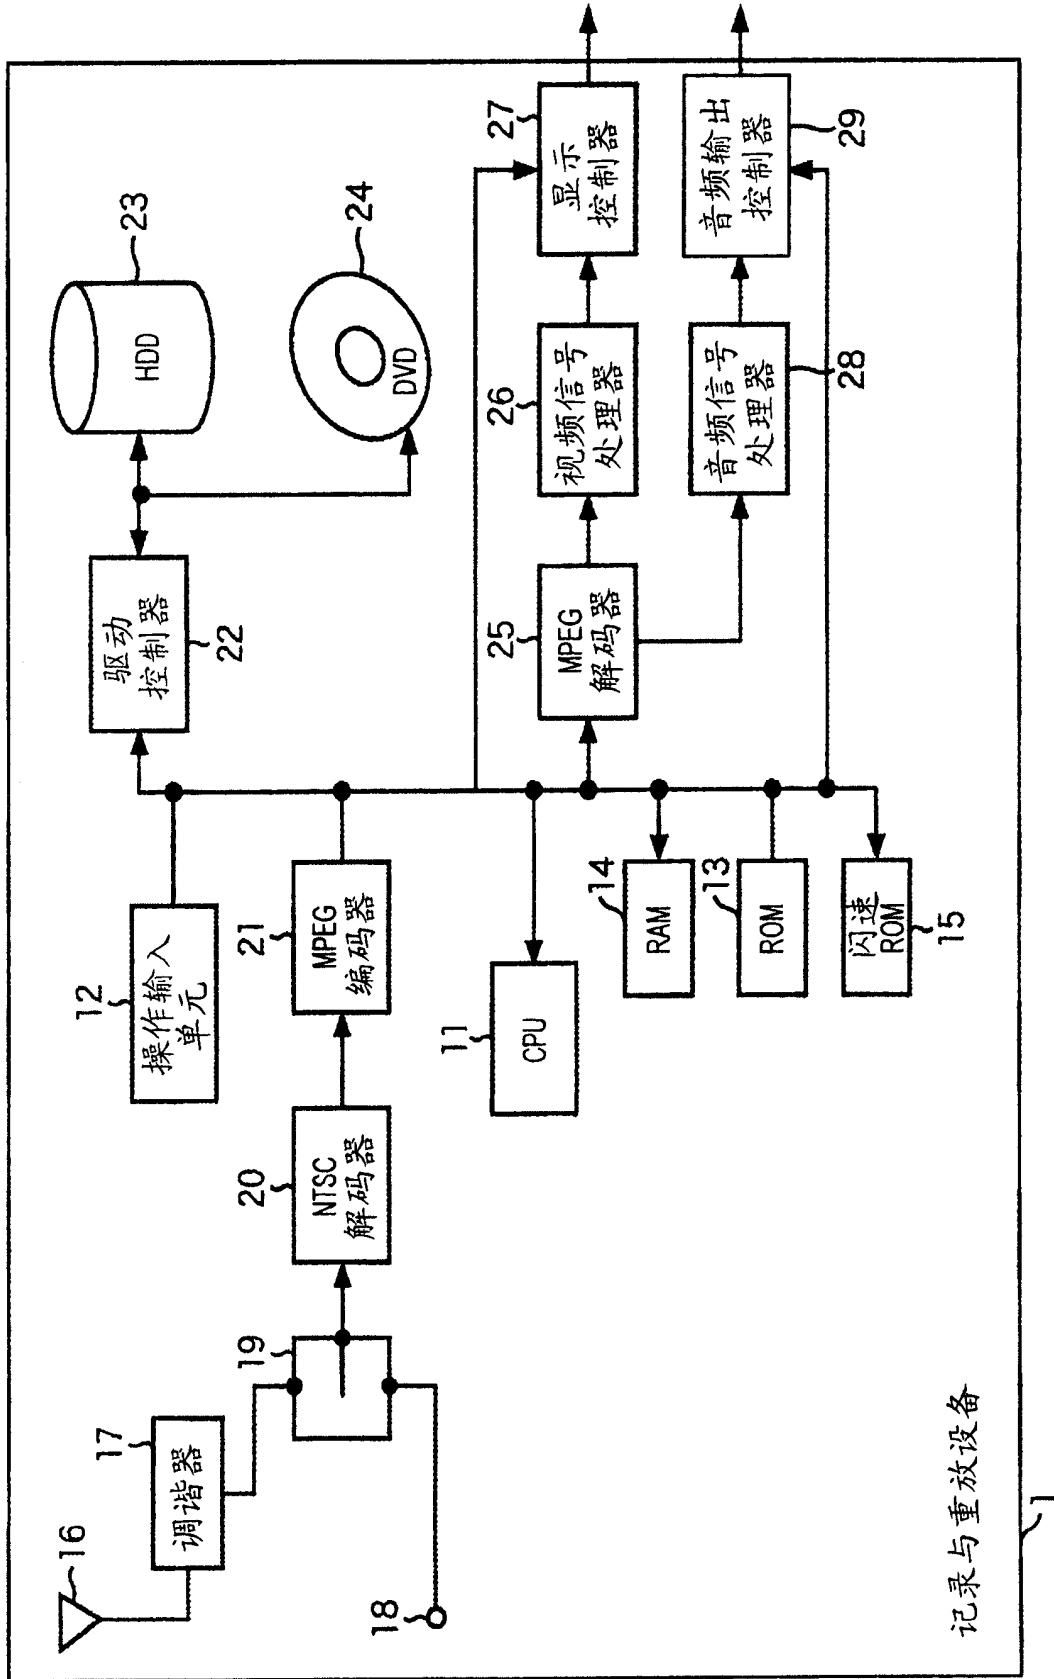 16
17
调谐器
18
19
20
NTSC
解码器
21
MPEG
编码器
12
操作输入
单元
22
驱动
控制器
23
HDD
24
DVD
11
CPU
14
RAM
13
ROM
15
闪速
ROM
25
MPEG
解码器
26
视频信号
处理器
27
显示
控制器
28
音频信号
处理器
29
音频输出
控制器
记录与重放设备
1